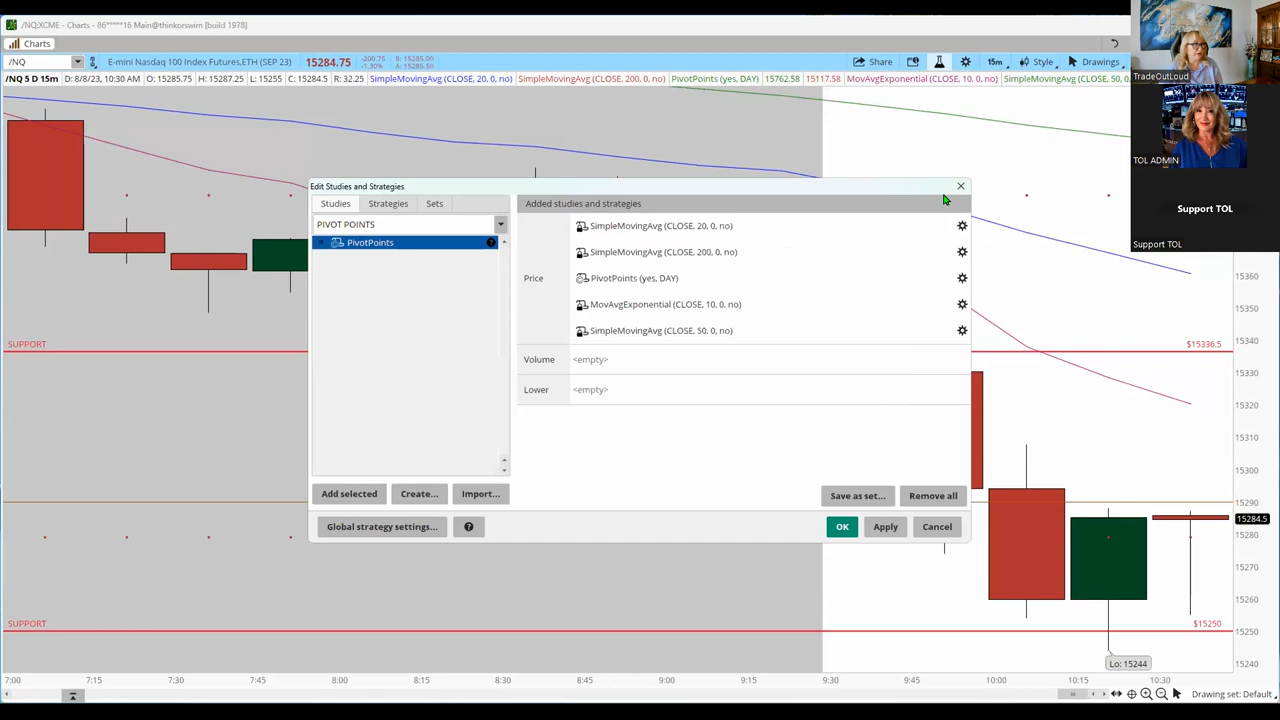 /NQ:XCME - Charts - 86*****16 Main@thinkorswim [build 1978]
Charts
/NQ
E-mini Nasdaq 100 Index Futures,ETH (SEP 23)
15284.75
-200.75
-1.30%
B: 15285.00
A: 15285.50
Share
15m
Style
Drawings
/NQ 5 D 15m
D: 8/8/23, 10:30 AM
O: 15285.75
H: 15287.25
L: 15255
C: 15284.5
R: 32.25
SimpleMovingAvg (CLOSE, 20, 0, no)
SimpleMovingAvg (CLOSE, 200, 0, no)
PivotPoints (yes, DAY)
15762.58
15117.58
MovAvgExponential (CLOSE, 10, 0, no)
SimpleMovingAvg (CLOSE, 50, 0
TradeOutLoud
TOL ADMIN
Support TOL
Support TOL
Edit Studies and Strategies
Studies
Strategies
Sets
PIVOT POINTS
PivotPoints
?
Added studies and strategies
Price
SimpleMovingAvg (CLOSE, 20, 0, no)
SimpleMovingAvg (CLOSE, 200, 0, no)
PivotPoints (yes, DAY)
MovAvgExponential (CLOSE, 10, 0, no)
SimpleMovingAvg (CLOSE, 50, 0, no)
Volume
<empty>
Lower
<empty>
Add selected
Create...
Import...
Save as set...
Remove all
Global strategy settings...
?
OK
Apply
Cancel
SUPPORT
$15336.5
SUPPORT
$15250
Lo: 15244
15360
15340
15330
15320
15310
15300
15290
15284.5
15280
15270
15260
15250
15240
7:00
7:15
7:30
7:45
8:00
8:15
8:30
8:45
9:00
9:15
9:30
9:45
10:00
10:15
10:30
Drawing set: Default